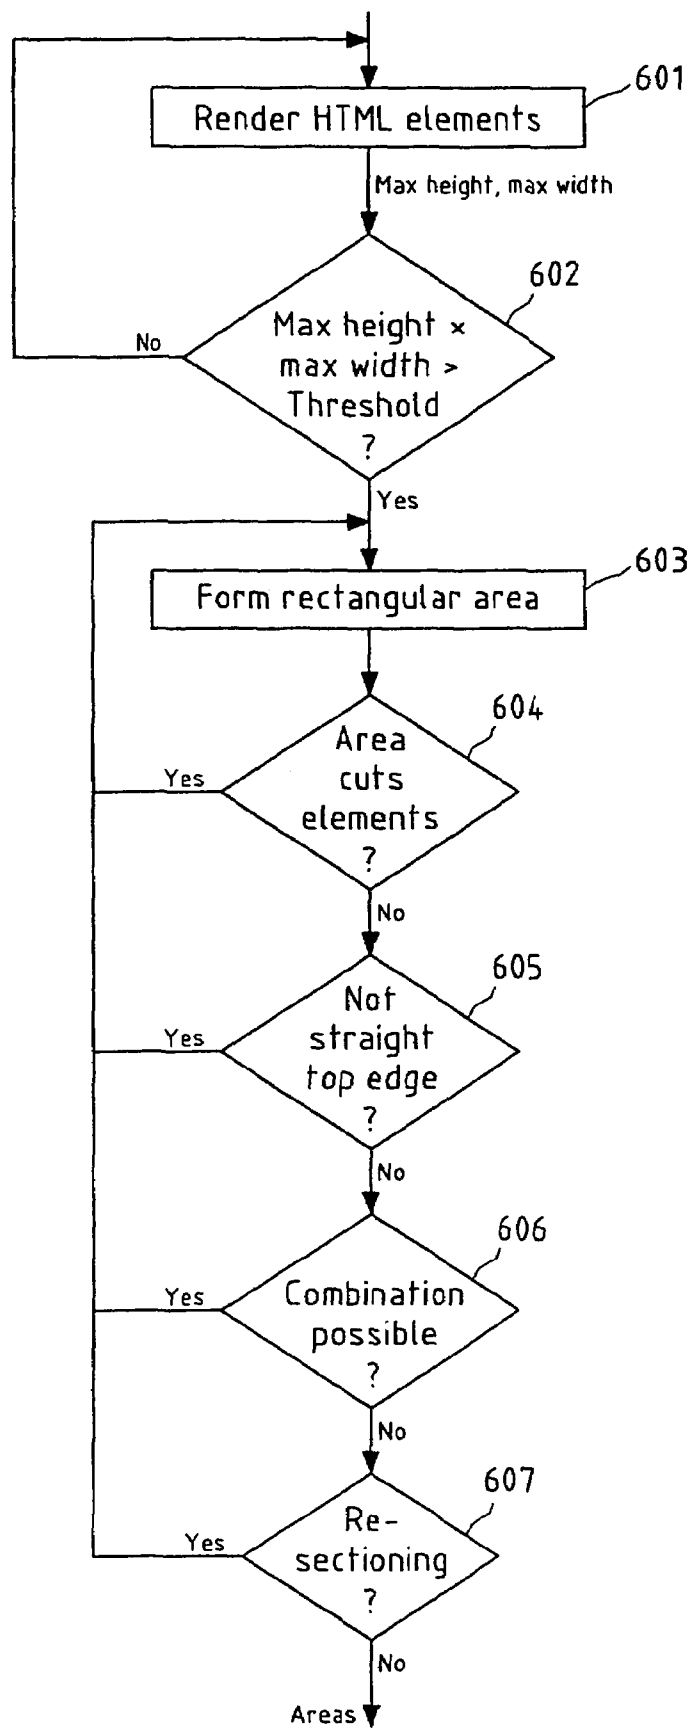 601
Render HTML elements
Max height, max width
602
Max height ×
max width >
Threshold
?
No
Yes
603
Form rectangular area
604
Area
cuts
elements
?
Yes
No
605
Not
straight
top edge
?
Yes
No
606
Combination
possible
?
Yes
No
607
Re-
sectioning
?
Yes
No
Areas